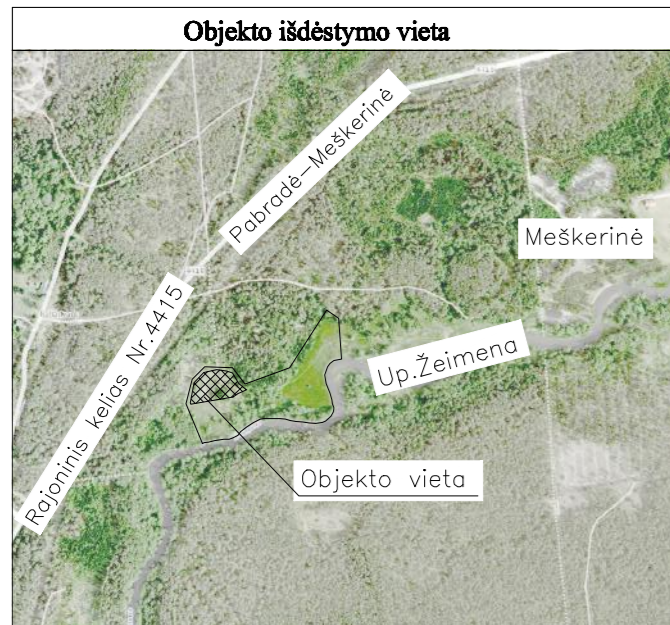 Objekto išdėstymo vieta
Pabradė-Meškerinė
Meškerinė
Rajoninis kelias Nr.4415
Up.Žeimena
Objekto vieta